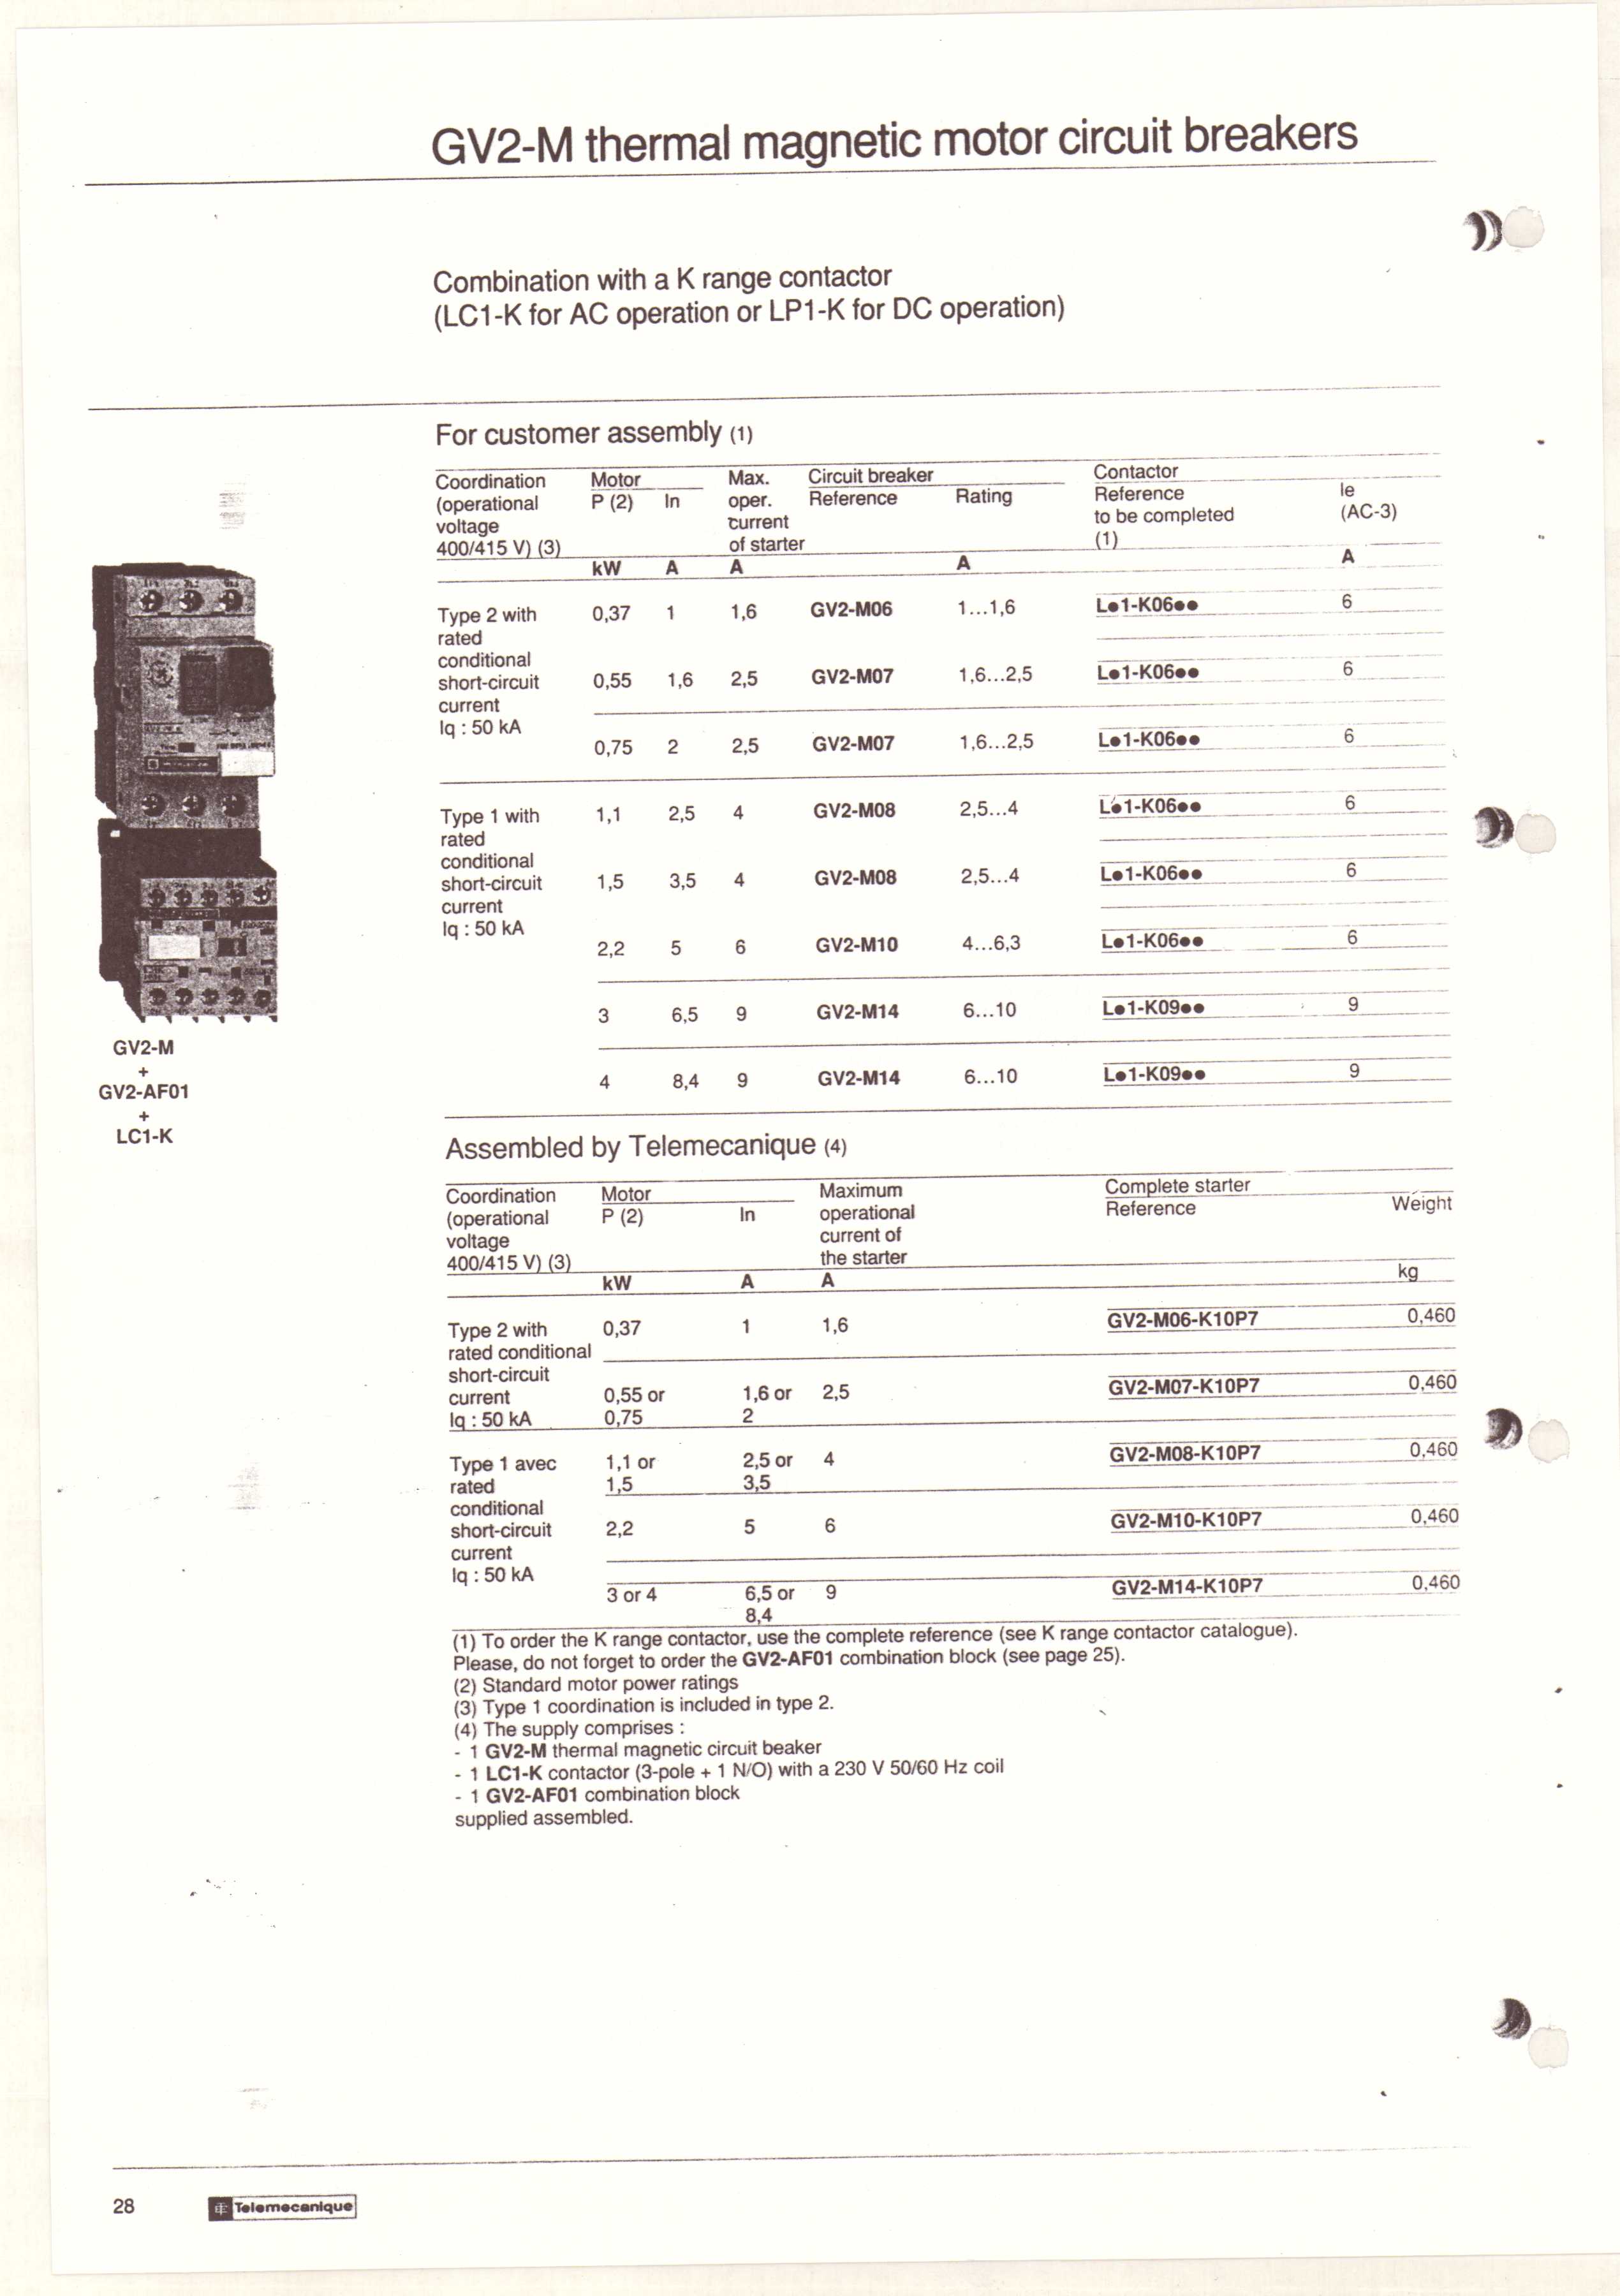 GV2-M thermal magnetic motor circuit breakers
Combination with a K range contactor
(LC1-K for AC operation or LP1-K for DC operation)
For customer assembly (1)
Coordination Motor Max. Circuit breaker Contactor
(operational P (2) In oper. Reference Rating Reference Ie
voltage current to be completed (AC-3)
400/415 V) (3) of starter (1)
kW A A A A
Type 2 with 0,37 1 1,6 GV2-M06 1...1,6 L●1-K06●● 6
rated
conditional
short-circuit 0,55 1,6 2,5 GV2-M07 1,6...2,5 L●1-K06●● 6
current
Iq : 50 kA
0,75 2 2,5 GV2-M07 1,6...2,5 L●1-K06●● 6
Type 1 with 1,1 2,5 4 GV2-M08 2,5...4 L●1-K06●● 6
rated
conditional
short-circuit 1,5 3,5 4 GV2-M08 2,5...4 L●1-K06●● 6
current
Iq : 50 kA
2,2 5 6 GV2-M10 4...6,3 L●1-K06●● 6
3 6,5 9 GV2-M14 6...10 L●1-K09●● 9
4 8,4 9 GV2-M14 6...10 L●1-K09●● 9
GV2-M
+
GV2-AF01
+
LC1-K
Assembled by Telemecanique (4)
Coordination Motor Maximum Complete starter
(operational P (2) In operational Reference Weight
voltage current of
400/415 V) (3) the starter
kW A A kg
Type 2 with 0,37 1 1,6 GV2-M06-K10P7 0,460
rated conditional
short-circuit
current 0,55 or 1,6 or 2,5 GV2-M07-K10P7 0,460
Iq : 50 kA 0,75 2
Type 1 avec 1,1 or 2,5 or 4 GV2-M08-K10P7 0,460
rated 1,5 3,5
conditional
short-circuit 2,2 5 6 GV2-M10-K10P7 0,460
current
Iq : 50 kA
3 or 4 6,5 or 9 GV2-M14-K10P7 0,460
8,4
(1) To order the K range contactor, use the complete reference (see K range contactor catalogue).
Please, do not forget to order the GV2-AF01 combination block (see page 25).
(2) Standard motor power ratings
(3) Type 1 coordination is included in type 2.
(4) The supply comprises :
- 1 GV2-M thermal magnetic circuit beaker
- 1 LC1-K contactor (3-pole + 1 N/O) with a 230 V 50/60 Hz coil
- 1 GV2-AF01 combination block
supplied assembled.
28 Telemecanique